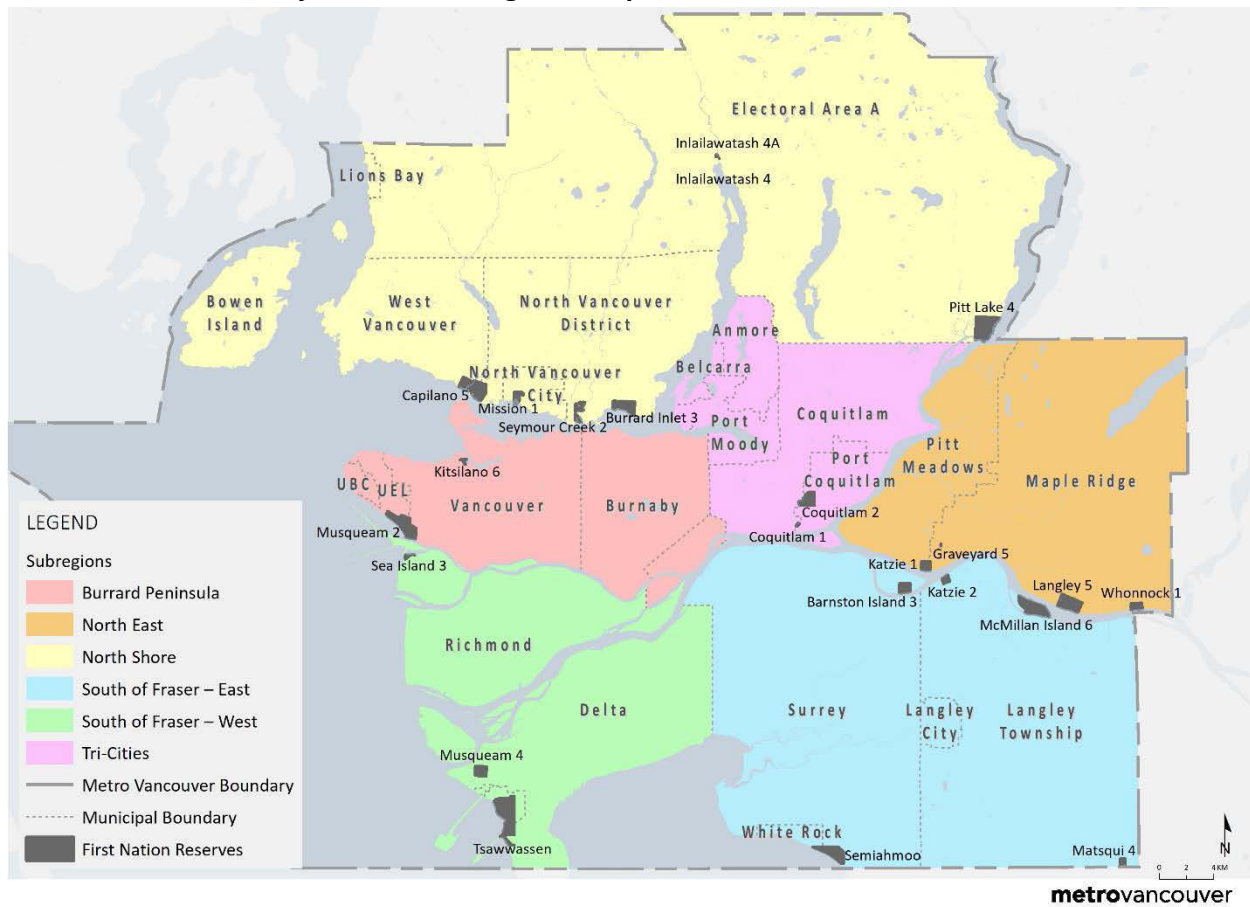 Electoral Area A
Inlailawatash 4A
Inlailawatash 4
Lions Bay
Bowen
Island
West
Vancouver
North Vancouver
District
Pitt Lake 4
Anmore
Belcarra
North Vancouver
City
Capilano 5
Mission 1
Seymour Creek 2
Burrard Inlet 3
Port
Moody
Coquitlam
Port
Coquitlam
Pitt
Meadows
Maple Ridge
Kitsilano 6
UBC
UEL
Vancouver
Burnaby
Coquitlam 2
Coquitlam 1
Musqueam 2
Sea Island 3
Graveyard 5
Katzie 1
Katzie 2
Barnston Island 3
Langley 5
Whonnock 1
McMillan Island 6
Richmond
Delta
Surrey
Langley
City
Langley
Township
Musqueam 4
Tsawwassen
White Rock
Semiahmoo
Matsqui 4
LEGEND
Subregions
Burrard Peninsula
North East
North Shore
South of Fraser – East
South of Fraser – West
Tri-Cities
Metro Vancouver Boundary
Municipal Boundary
First Nation Reserves
N
0 2 4KM
metrovancouver